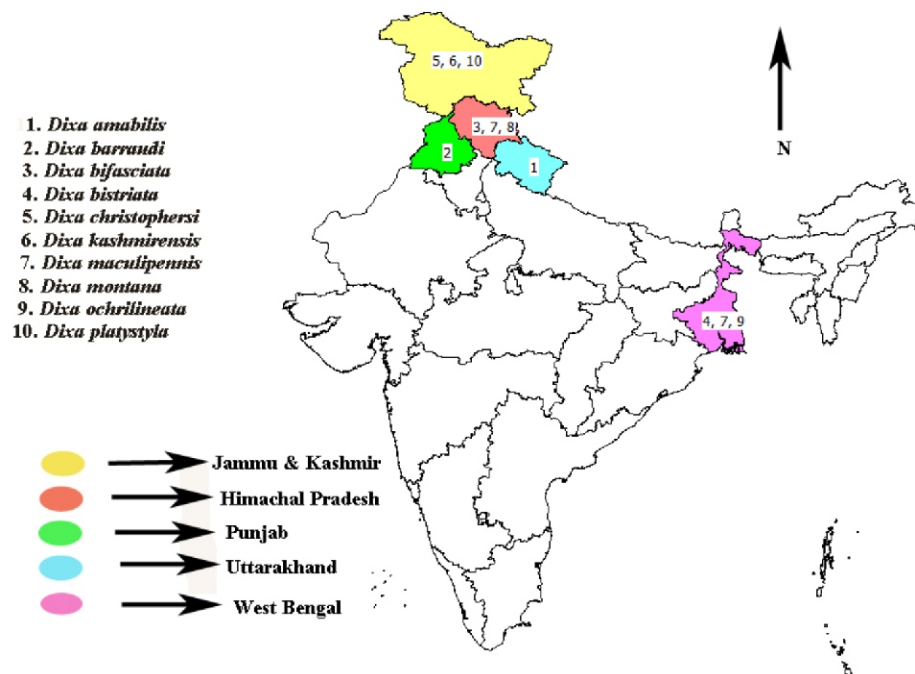 5, 6, 10
3, 7, 8
2
1
4, 7, 9
N
1. Dixa amabilis
2. Dixa barraudi
3. Dixa bifasciata
4. Dixa bistriata
5. Dixa christophersi
6. Dixa kashmirensis
7. Dixa maculipennis
8. Dixa montana
9. Dixa ochrilineata
10. Dixa platystyla
Jammu & Kashmir
Himachal Pradesh
Punjab
Uttarakhand
West Bengal